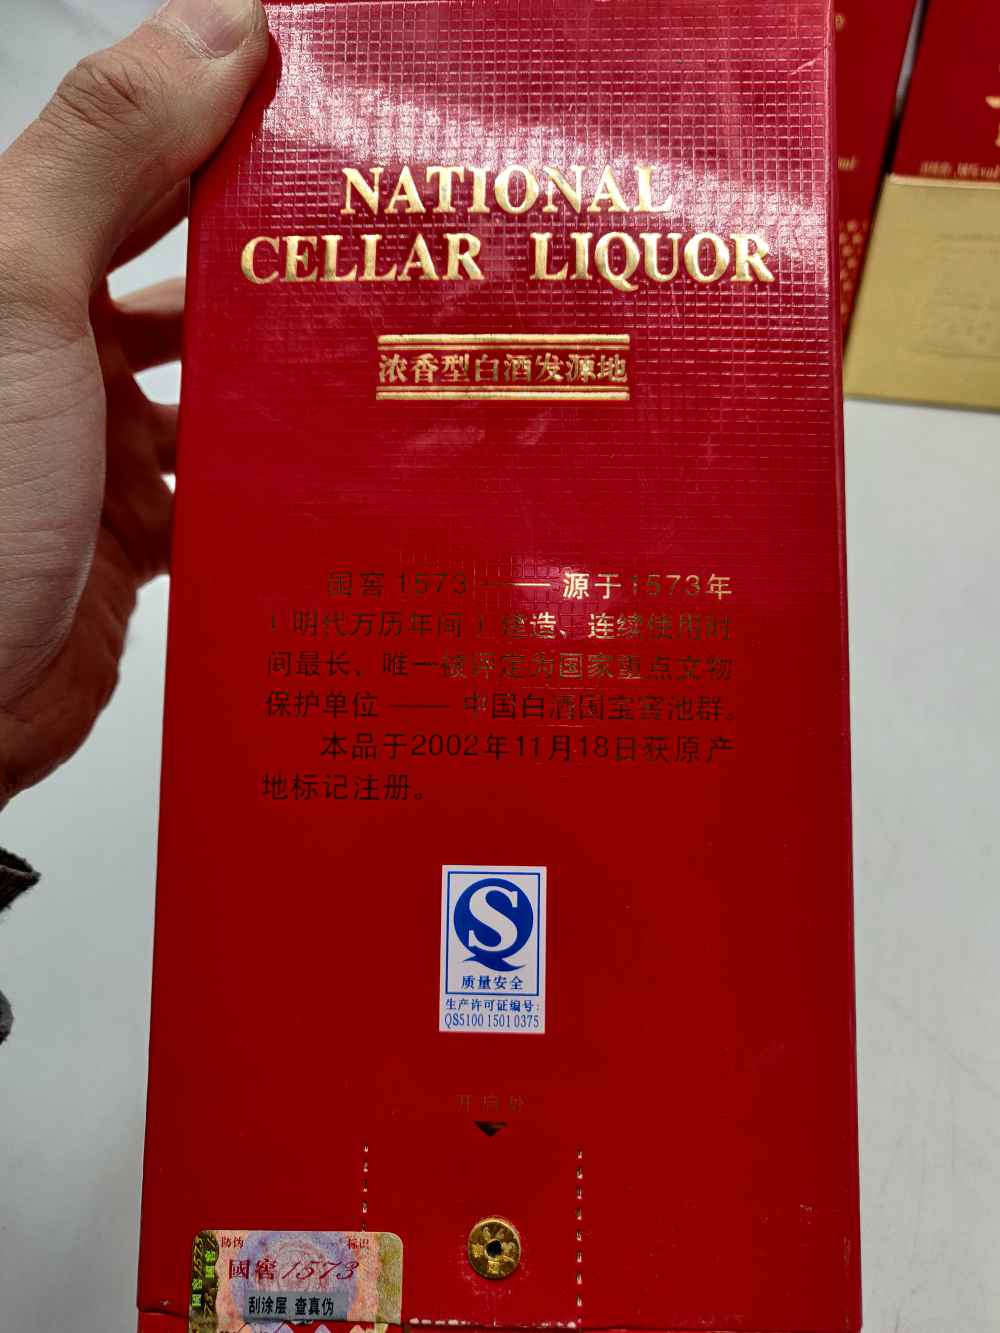 NATIONAL
CELLAR LIQUOR
浓香型白酒发源地
国窖1573——源于1573年
(明代万历年间)建造、连续使用时
间最长、唯一被评定为国家重点文物
保护单位——中国白酒国宝窖池群。
本品于2002年11月18日获原产
地标记注册。
S
质量安全
生产许可证编号:
QS5100 1501 0375
开启处
防伪 标识
國窖1573
刮涂层 查真伪